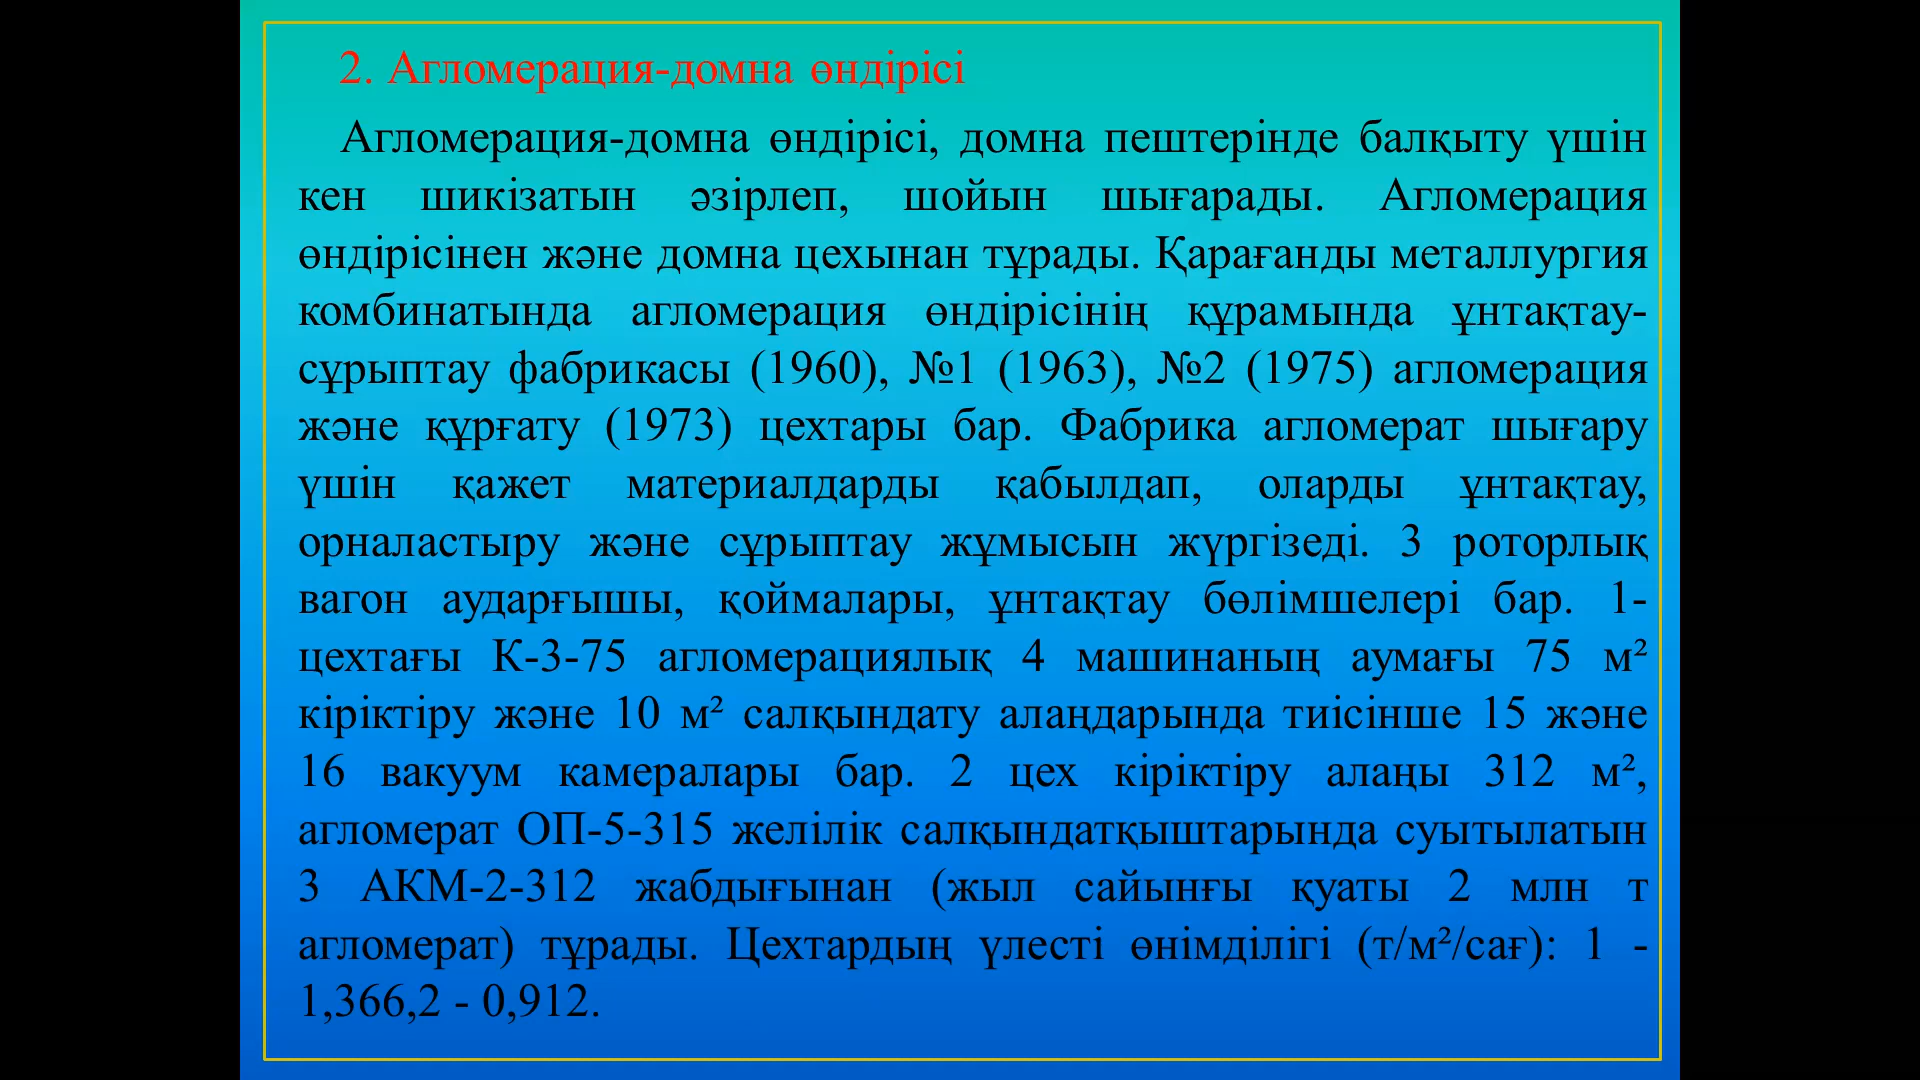 2. Агломерация-домна өндірісі
Агломерация-домна өндірісі, домна пештерінде балқыту үшін
кен шикізатын әзірлеп, шойын шығарады. Агломерация
өндірісінен және домна цехынан тұрады. Қарағанды металлургия
комбинатында агломерация өндірісінің құрамында ұнтақтау-
сұрыптау фабрикасы (1960), №1 (1963), №2 (1975) агломерация
және құрғату (1973) цехтары бар. Фабрика агломерат шығару
үшін қажет материалдарды қабылдап, оларды ұнтақтау,
орналастыру және сұрыптау жұмысын жүргізеді. 3 роторлық
вагон аударғышы, қоймалары, ұнтақтау бөлімшелері бар. 1-
цехтағы К-3-75 агломерациялық 4 машинаның аумағы 75 м²
кіріктіру және 10 м² салқындату алаңдарында тиісінше 15 және
16 вакуум камералары бар. 2 цех кіріктіру алаңы 312 м²,
агломерат ОП-5-315 желілік салқындатқыштарында суытылатын
3 АКМ-2-312 жабдығынан (жыл сайынғы қуаты 2 млн т
агломерат) тұрады. Цехтардың үлесті өнімділігі (т/м²/сағ): 1 -
1,366,2 - 0,912.